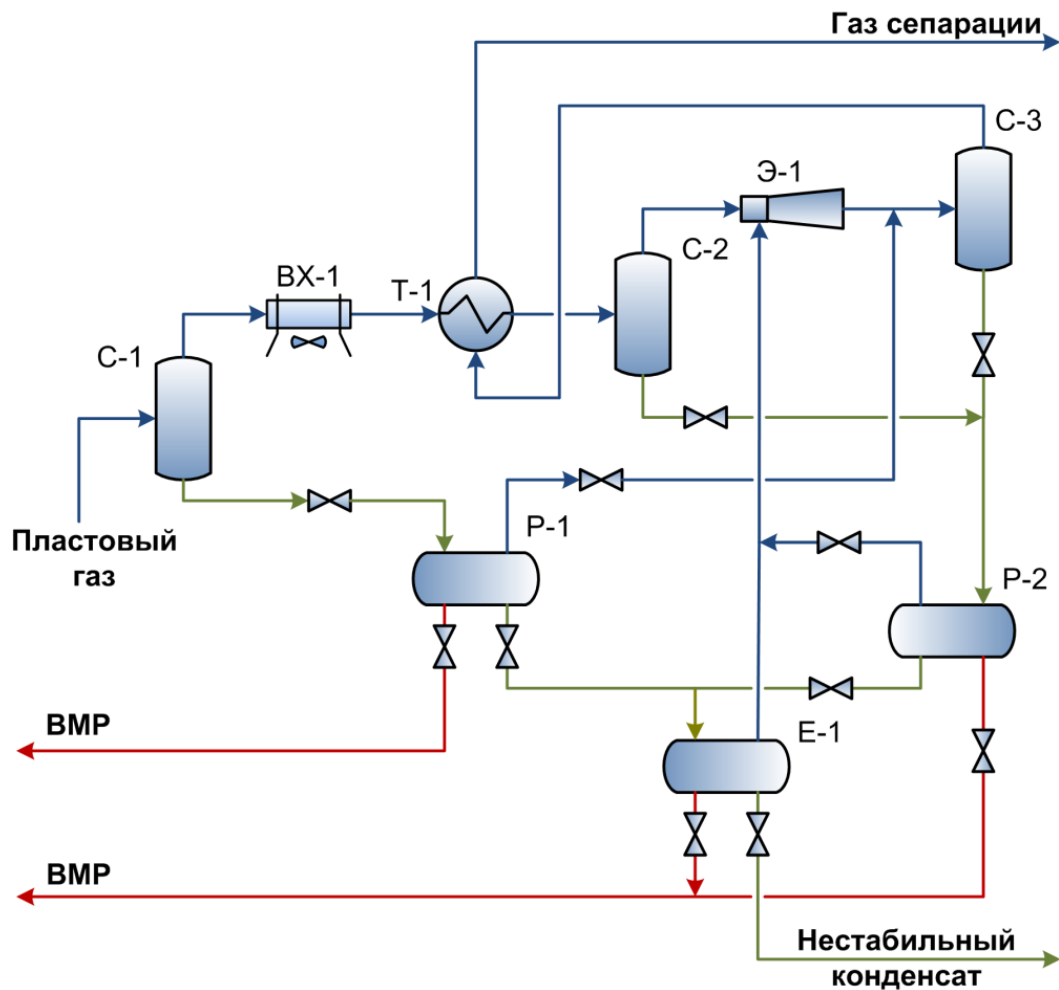 Газ сепарации
С-3
Э-1
С-2
ВХ-1
Т-1
С-1
Пластовый
газ
Р-1
Р-2
ВМР
Е-1
ВМР
Нестабильный
конденсат